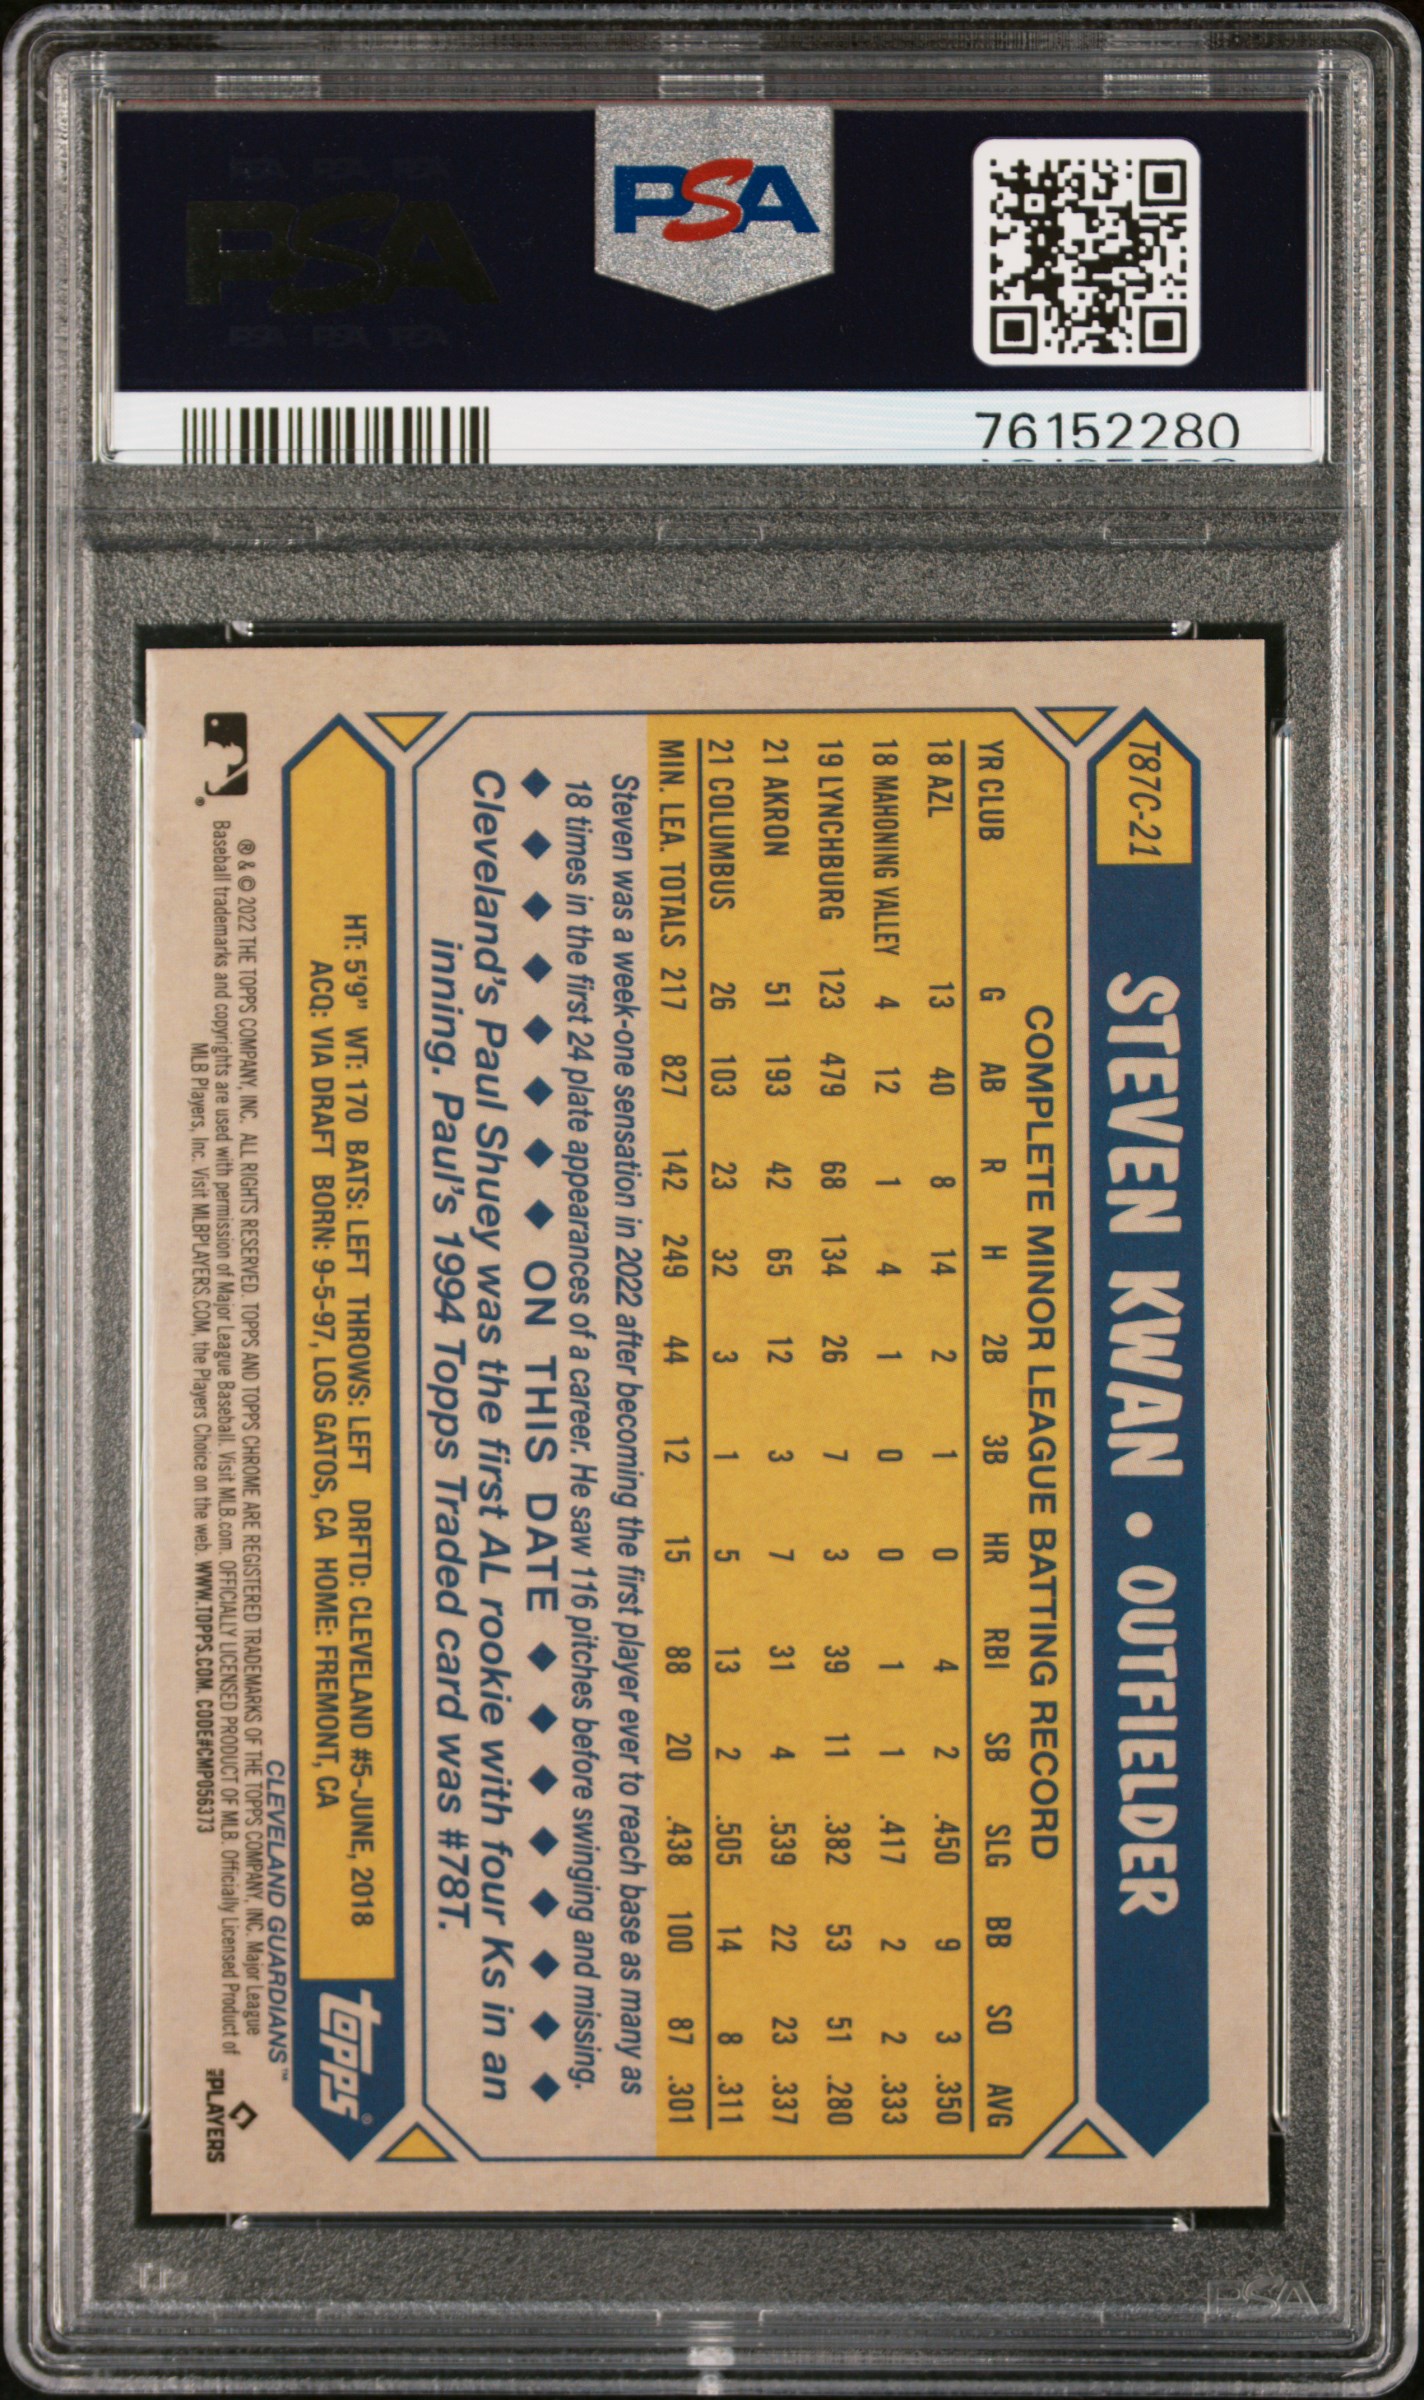 PSA
76152280
T87C-21 STEVEN KWAN • OUTFIELDER
COMPLETE MINOR LEAGUE BATTING RECORD
YR CLUB G AB R H 2B 3B HR RBI SB SLG BB SO AVG
18 AZL 13 40 8 14 2 1 0 4 2 .450 9 3 .350
18 MAHONING VALLEY 4 12 1 4 1 0 0 1 1 .417 2 2 .333
19 LYNCHBURG 123 479 68 134 26 7 3 39 11 .382 53 51 .280
21 AKRON 51 193 42 65 12 3 7 31 4 .539 22 23 .337
21 COLUMBUS 26 103 23 32 3 1 5 13 2 .505 14 8 .311
MIN. LEA. TOTALS 217 827 142 249 44 12 15 88 20 .438 100 87 .301
Steven was a week-one sensation in 2022 after becoming the first player ever to reach base as many as
18 times in the first 24 plate appearances of a career. He saw 116 pitches before swinging and missing.
◆ ◆ ◆ ◆ ◆ ◆ ◆ ◆ ON THIS DATE ◆ ◆ ◆ ◆ ◆ ◆ ◆ ◆
Cleveland's Paul Shuey was the first AL rookie with four Ks in an
inning. Paul's 1994 Topps Traded card was #78T.
HT: 5'9" WT: 170 BATS: LEFT THROWS: LEFT DRFTD: CLEVELAND #5-JUNE, 2018
ACQ: VIA DRAFT BORN: 9-5-97, LOS GATOS, CA HOME: FREMONT, CA
topps®
CLEVELAND GUARDIANS™
® & © 2022 THE TOPPS COMPANY, INC. ALL RIGHTS RESERVED. TOPPS AND TOPPS CHROME ARE REGISTERED TRADEMARKS OF THE TOPPS COMPANY, INC. Major League
Baseball trademarks and copyrights are used with permission of Major League Baseball. Visit MLB.com. OFFICIALLY LICENSED PRODUCT OF MLB. Officially Licensed Product of
MLB Players, Inc. Visit MLBPLAYERS.COM, the Players Choice on the web. WWW.TOPPS.COM. CODE#CMP056373
PLAYERS
PSA